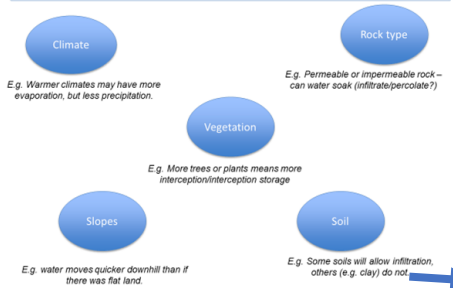 Climate
E.g. Warmer climates may have more
evaporation, but less precipitation.
Rock type
E.g. Permeable or impermeable rock –
can water soak (infiltrate/percolate?)
Vegetation
E.g. More trees or plants means more
interception/interception storage
Slopes
E.g. water moves quicker downhill than if
there was flat land.
Soil
E.g. Some soils will allow infiltration,
others (e.g. clay) do not.